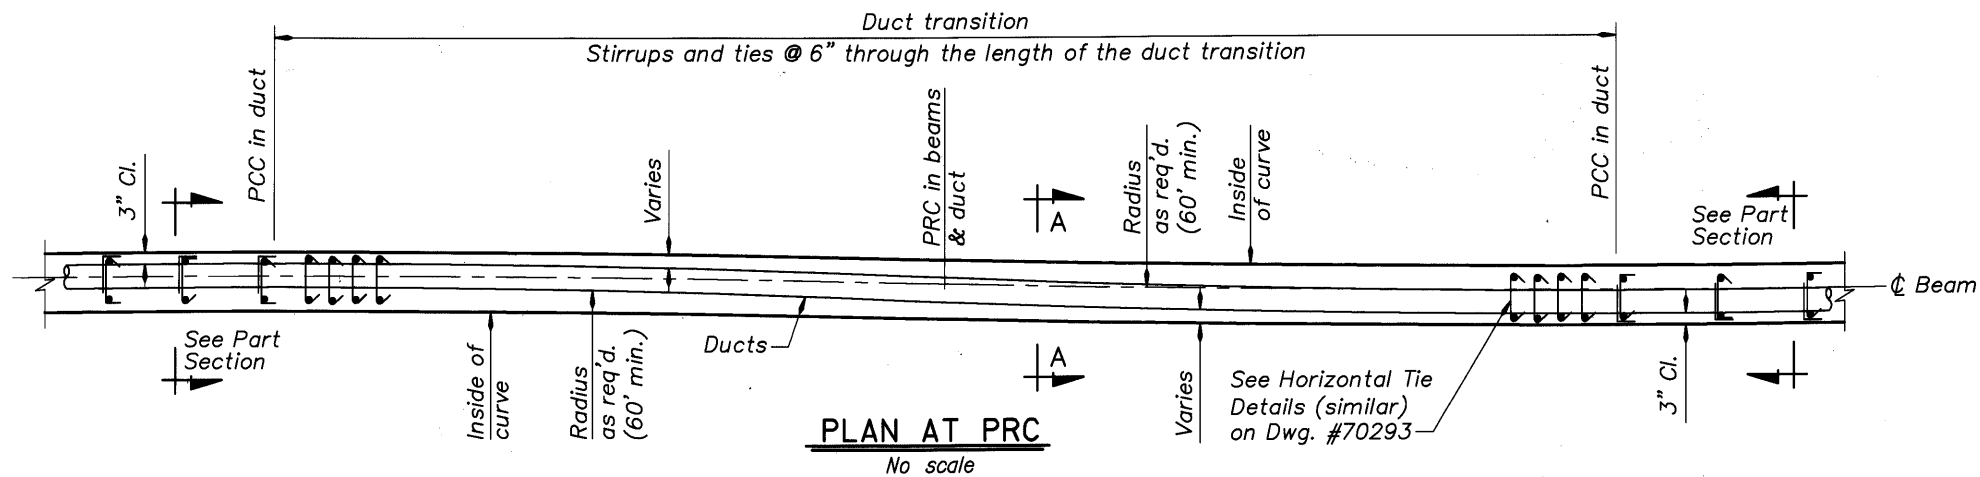 Duct transition
Stirrups and ties @ 6" through the length of the duct transition
PCC in duct
PCC in duct
3" Cl.
Varies
PRC in beams
& duct
A
Radius
as req'd.
(60' min.)
Inside
of curve
See Part
Section
℄ Beam
See Part
Section
Inside of
curve
Radius
as req'd.
(60' min.)
Ducts
A
Varies
See Horizontal Tie
Details (similar)
on Dwg. #70293
3" Cl.
PLAN AT PRC
No scale